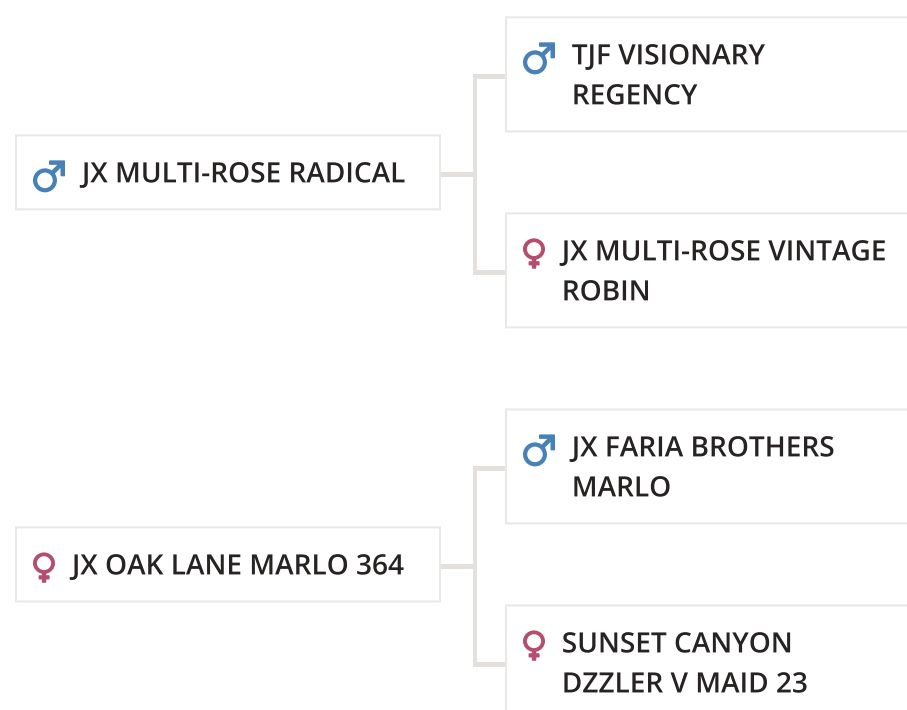 TJF VISIONARY
REGENCY
JX MULTI-ROSE RADICAL
JX MULTI-ROSE VINTAGE
ROBIN
JX FARIA BROTHERS
MARLO
JX OAK LANE MARLO 364
SUNSET CANYON
DZZLER V MAID 23